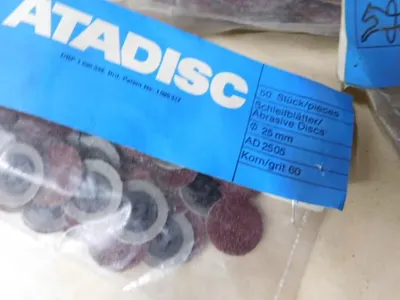 ATADISC
50 Stück/pieces
Schleifblätter/
Abrasive Discs
Φ 25 mm
AD 2505
Korn/grit 60